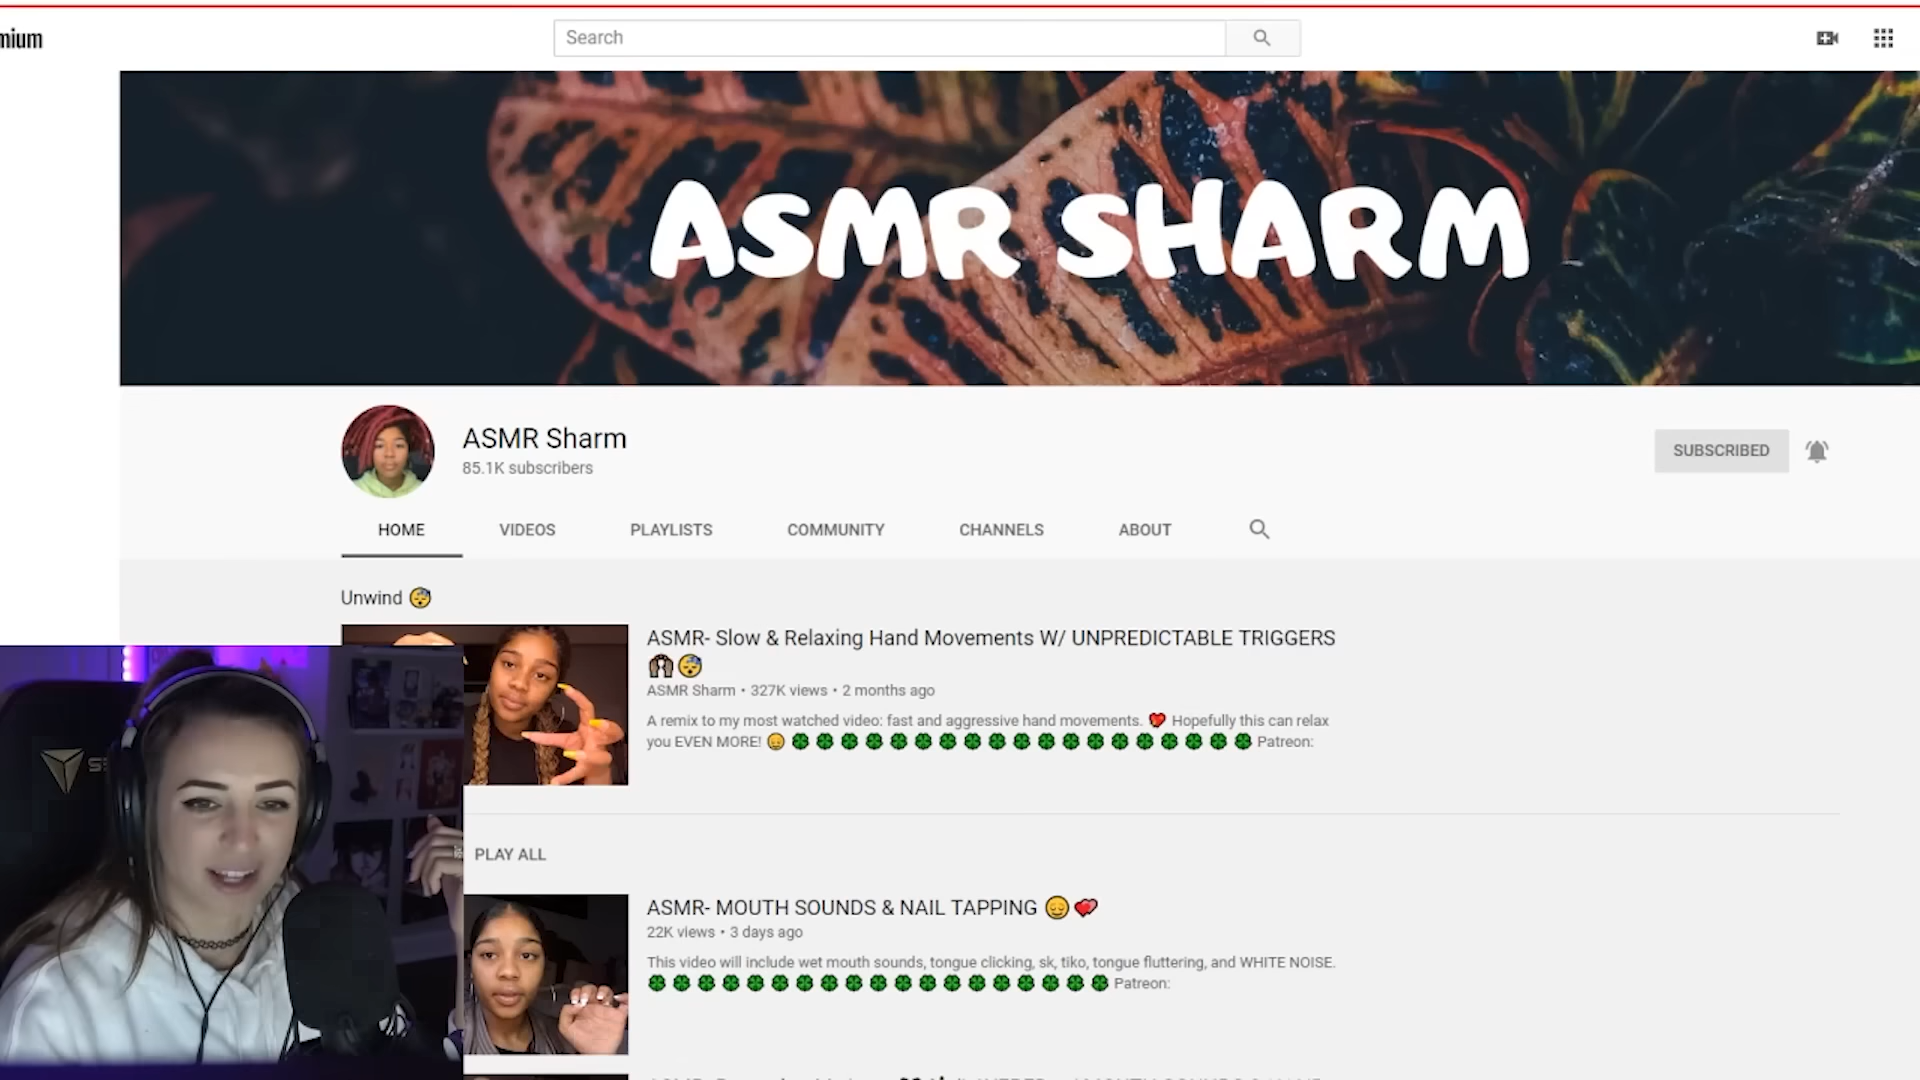 mium
Search
ASMR SHARM
ASMR Sharm
85.1K subscribers
SUBSCRIBED
HOME
VIDEOS
PLAYLISTS
COMMUNITY
CHANNELS
ABOUT
Unwind 😴
ASMR- Slow & Relaxing Hand Movements W/ UNPREDICTABLE TRIGGERS
🙌🏿😴
ASMR Sharm • 327K views • 2 months ago
A remix to my most watched video: fast and aggressive hand movements. ❤️ Hopefully this can relax
you EVEN MORE! 😖 🍀 🍀 🍀 🍀 🍀 🍀 🍀 🍀 🍀 🍀 🍀 🍀 🍀 🍀 🍀 🍀 🍀 🍀 🍀 Patreon:
PLAY ALL
ASMR- MOUTH SOUNDS & NAIL TAPPING 😌💕
22K views • 3 days ago
This video will include wet mouth sounds, tongue clicking, sk, tiko, tongue fluttering, and WHITE NOISE.
🍀 🍀 🍀 🍀 🍀 🍀 🍀 🍀 🍀 🍀 🍀 🍀 🍀 🍀 🍀 🍀 🍀 🍀 🍀 Patreon: